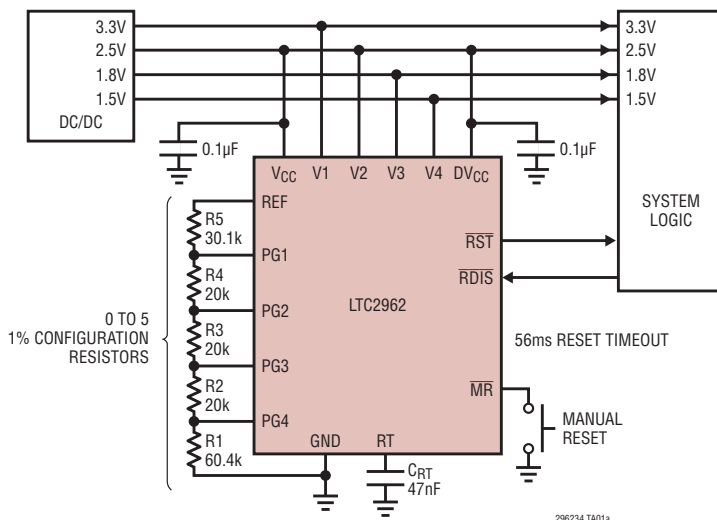 3.3V
2.5V
1.8V
1.5V
DC/DC
3.3V
2.5V
1.8V
1.5V
SYSTEM
LOGIC
0.1µF
0.1µF
VCC
V1
V2
V3
V4
DVCC
REF
R5
30.1k
PG1
R4
20k
PG2
R3
20k
PG3
R2
20k
PG4
R1
60.4k
0 TO 5
1% CONFIGURATION
RESISTORS
LTC2962
RST
RDIS
56ms RESET TIMEOUT
MR
MANUAL
RESET
GND
RT
CRT
47nF
296234 TA01a